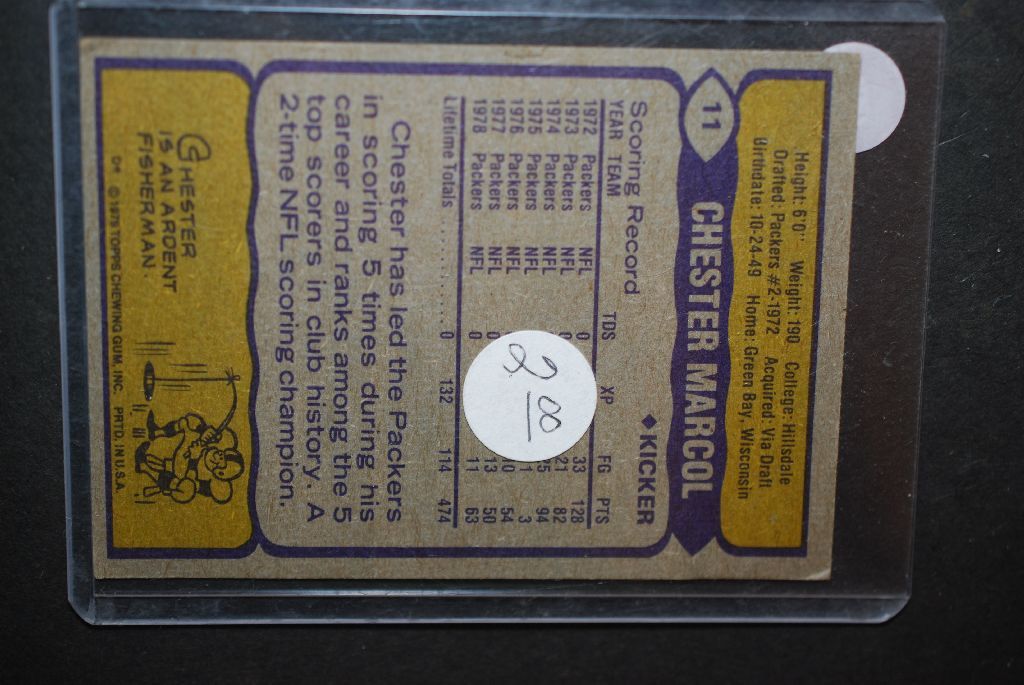 Height: 6'0" Weight: 190 College: Hillsdale
Drafted: Packers #2-1972 Acquired: Via Draft
Birthdate: 10-24-49 Home: Green Bay, Wisconsin
11 CHESTER MARCOL
◆KICKER
Scoring Record
YEAR TEAM TDS XP FG PTS
1972 Packers NFL 0 33 128
1973 Packers NFL 0 21 82
1974 Packers NFL 0 25 94
1975 Packers NFL 1 3
1976 Packers NFL 10 54
1977 Packers NFL 13 50
1978 Packers NFL 0 11 63
Lifetime Totals ........ 0 132 114 474
2.00
Chester has led the Packers
in scoring 5 times during his
career and ranks among the 5
top scorers in club history. A
2-time NFL scoring champion.
CHESTER
IS AN ARDENT
FISHERMAN.
D* © 1979 TOPPS CHEWING GUM, INC. PRTD. IN U.S.A.